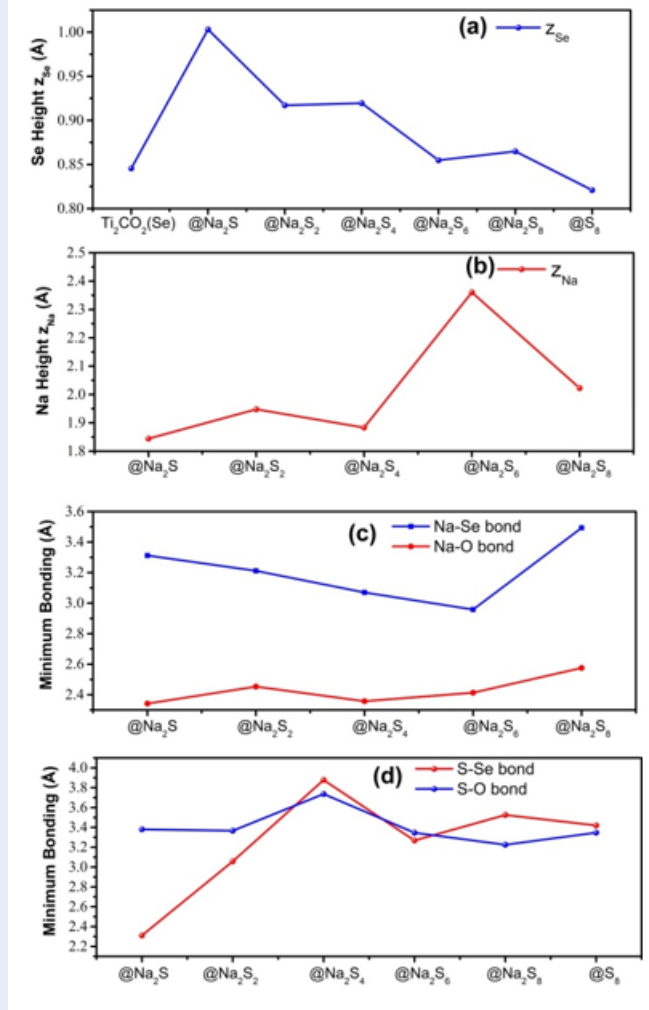 (a)
z_Se
Se Height z_Se (Å)
1.00
0.95
0.90
0.85
0.80
Ti₂CO₂(Se) @Na₂S @Na₂S₂ @Na₂S₄ @Na₂S₆ @Na₂S₈ @S₈
(b)
z_Na
Na Height z_Na (Å)
2.5
2.4
2.3
2.2
2.1
2.0
1.9
1.8
@Na₂S @Na₂S₂ @Na₂S₄ @Na₂S₆ @Na₂S₈
(c)
Na-Se bond
Na-O bond
Minimum Bonding (Å)
3.6
3.4
3.2
3.0
2.8
2.6
2.4
@Na₂S @Na₂S₂ @Na₂S₄ @Na₂S₆ @Na₂S₈
(d)
S-Se bond
S-O bond
Minimum Bonding (Å)
4.0
3.8
3.6
3.4
3.2
3.0
2.8
2.6
2.4
2.2
@Na₂S @Na₂S₂ @Na₂S₄ @Na₂S₆ @Na₂S₈ @S₈